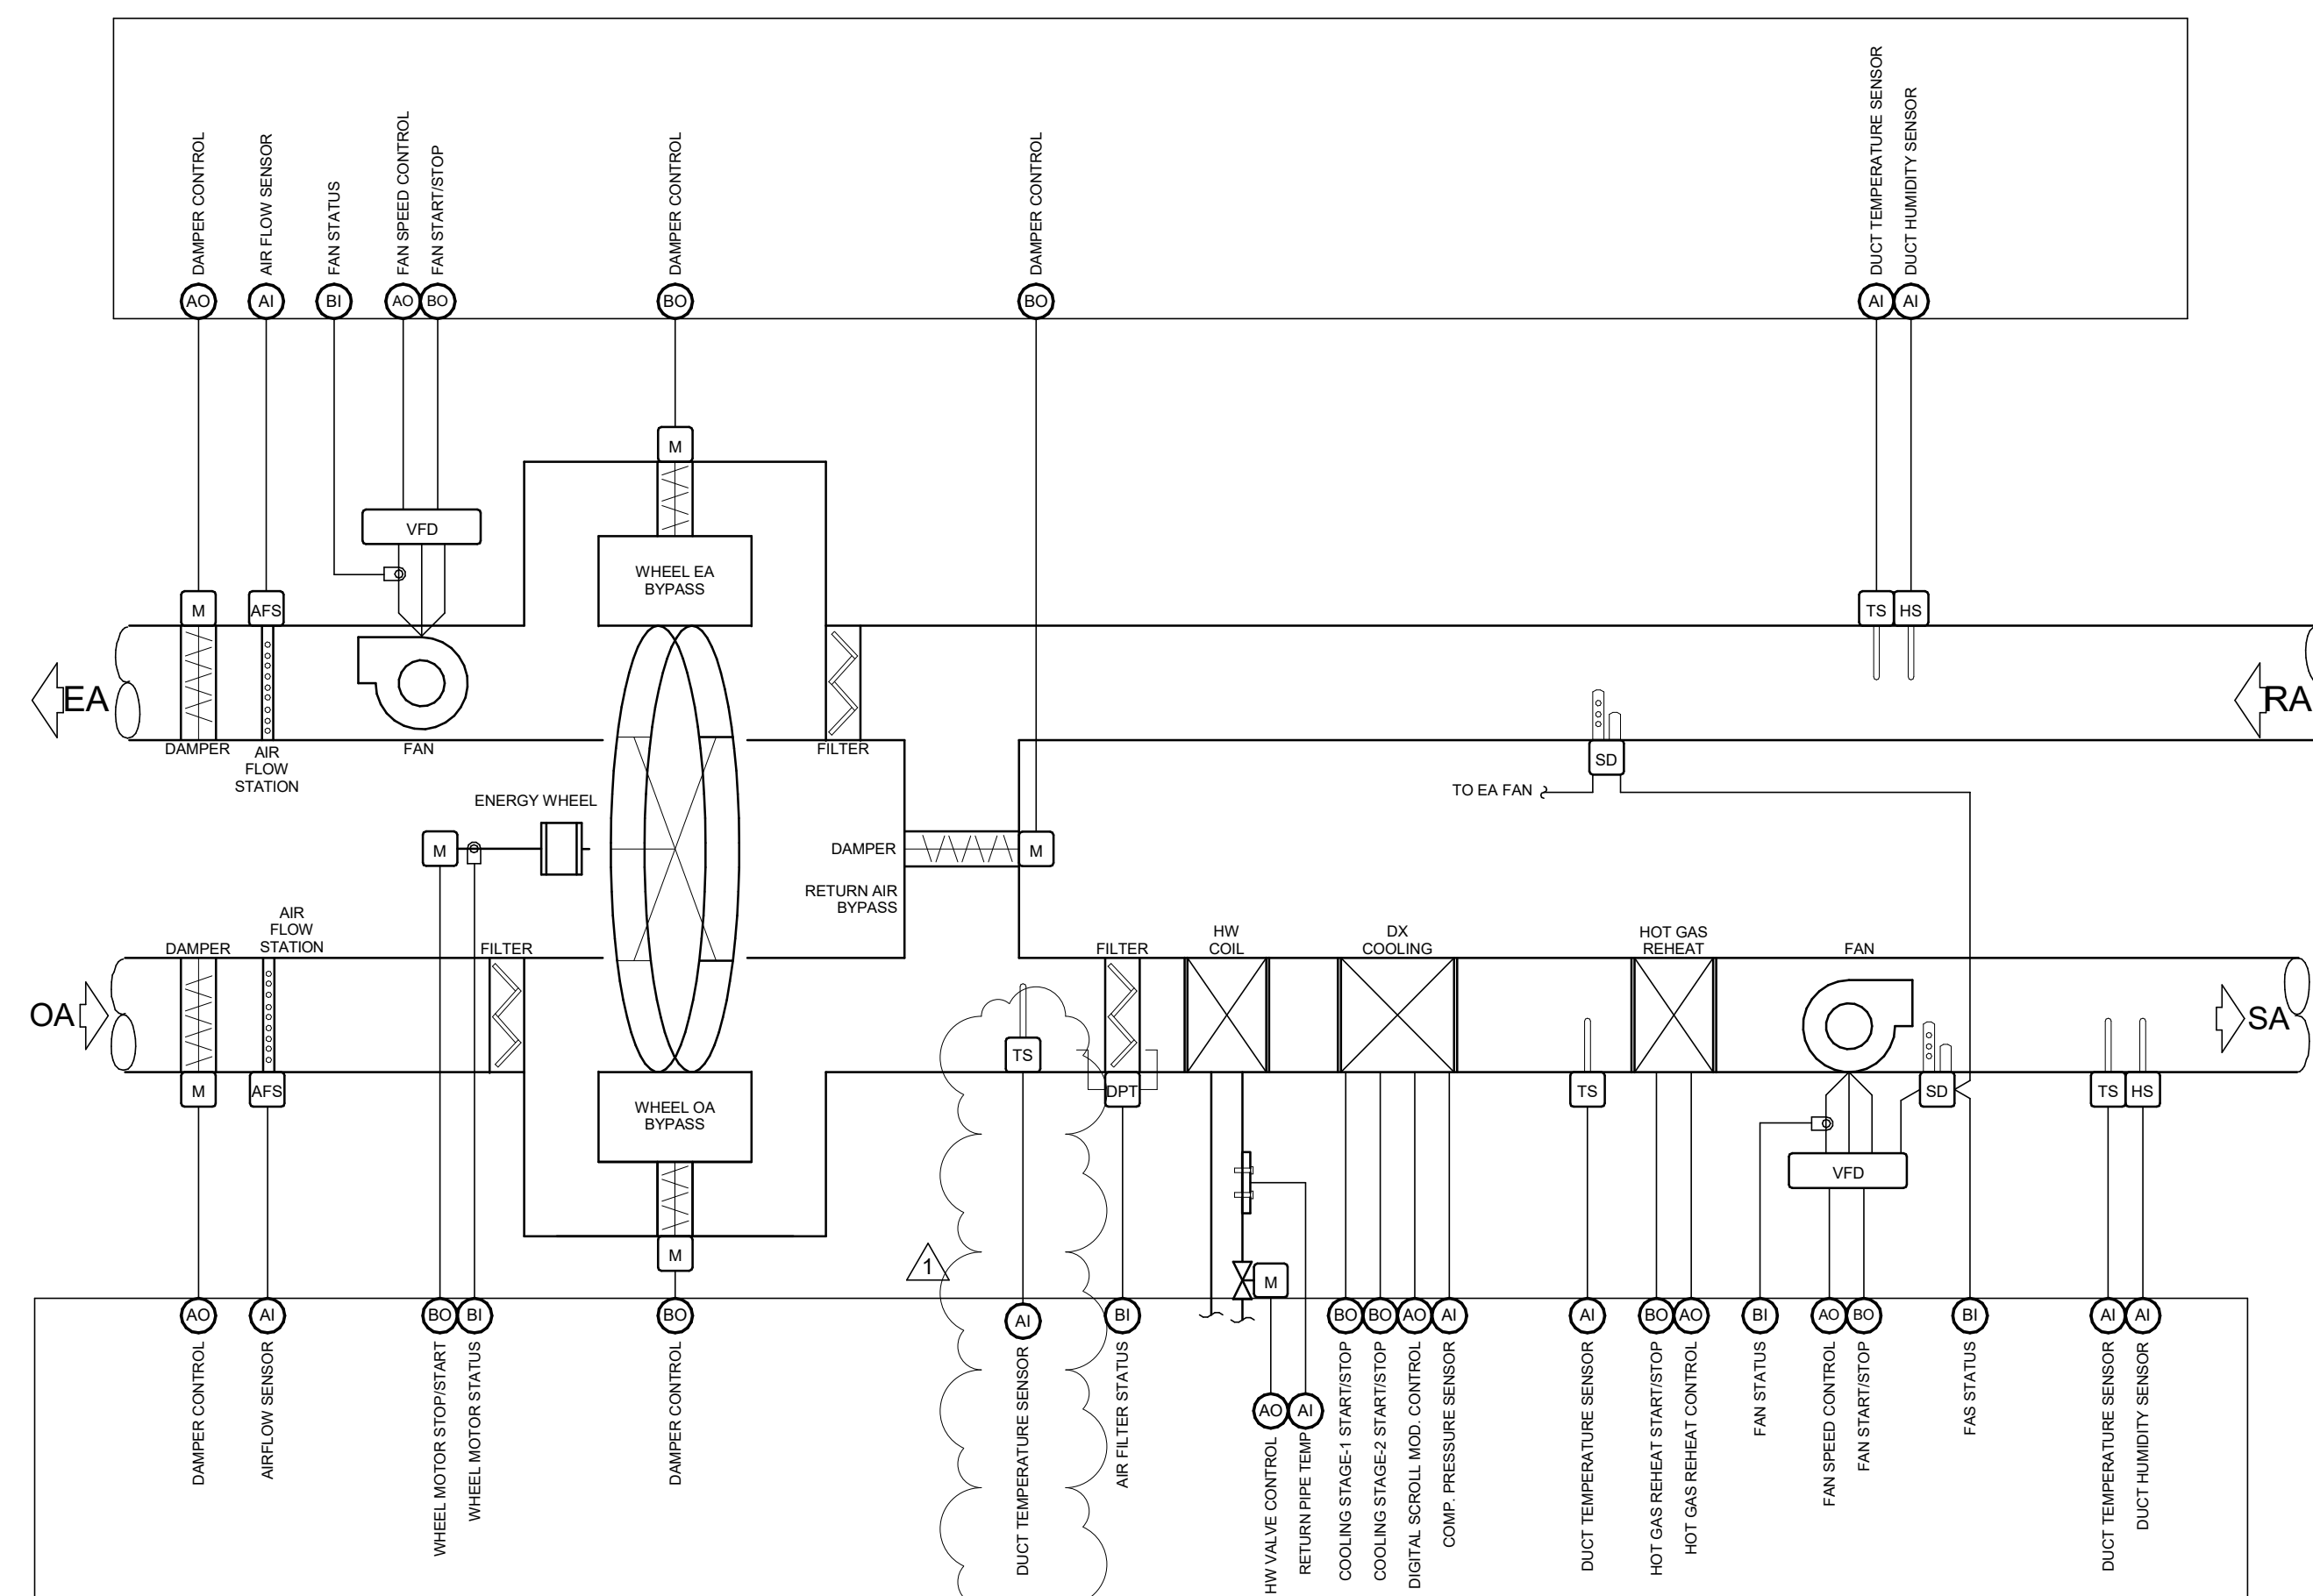 DAMPER CONTROL
AIR FLOW SENSOR
FAN STATUS
FAN SPEED CONTROL
FAN START/STOP
DAMPER CONTROL
DAMPER CONTROL
DUCT TEMPERATURE SENSOR
DUCT HUMIDITY SENSOR
AO
AI
BI
AO
BO
BO
BO
AI
AI
M
VFD
WHEEL EA
BYPASS
M
AFS
TS
HS
EA
RA
DAMPER
AIR
FLOW
STATION
FAN
FILTER
SD
TO EA FAN
ENERGY WHEEL
M
DAMPER
M
RETURN AIR
BYPASS
AIR
FLOW
STATION
DAMPER
FILTER
FILTER
HW
COIL
DX
COOLING
HOT GAS
REHEAT
FAN
OA
SA
TS
M
AFS
DPT
TS
SD
TS
HS
WHEEL OA
BYPASS
VFD
M
1
M
AO
AI
BO
BI
BO
AI
BI
BO
BO
AO
AI
AI
BO
AO
BI
AO
BO
BI
AI
AI
AO
AI
DAMPER CONTROL
AIRFLOW SENSOR
WHEEL MOTOR STOP/START
WHEEL MOTOR STATUS
DAMPER CONTROL
DUCT TEMPERATURE SENSOR
AIR FILTER STATUS
HW VALVE CONTROL
RETURN PIPE TEMP
COOLING STAGE-1 START/STOP
COOLING STAGE-2 START/STOP
DIGITAL SCROLL MOD. CONTROL
COMP. PRESSURE SENSOR
DUCT TEMPERATURE SENSOR
HOT GAS REHEAT START/STOP
HOT GAS REHEAT CONTROL
FAN STATUS
FAN SPEED CONTROL
FAN START/STOP
FAS STATUS
DUCT TEMPERATURE SENSOR
DUCT HUMIDITY SENSOR